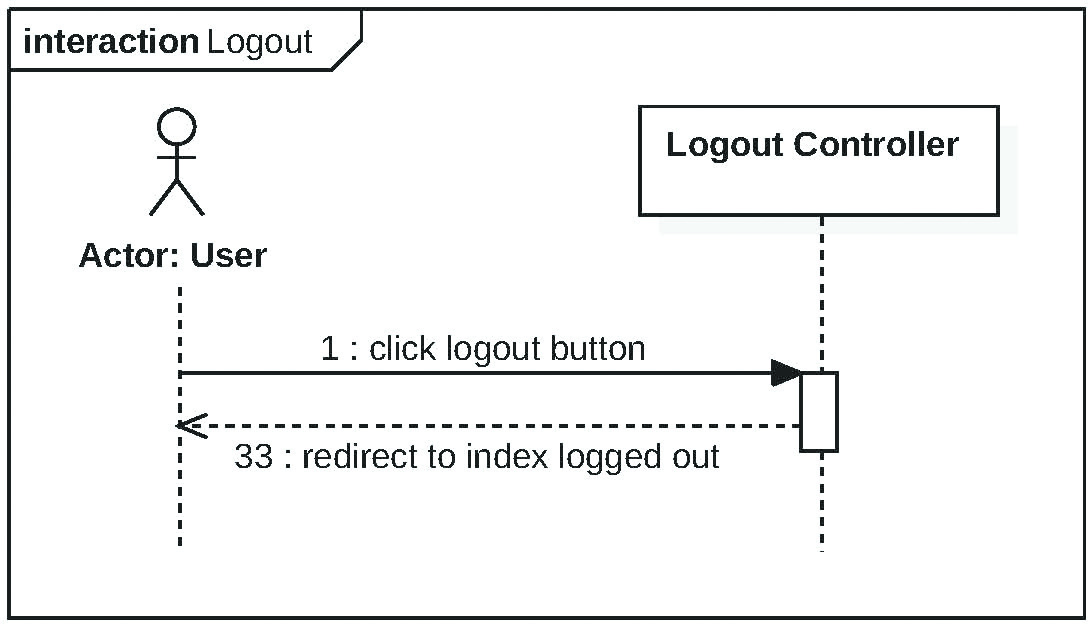 interaction Logout
Logout Controller
Actor: User
1 : click logout button
33 : redirect to index logged out